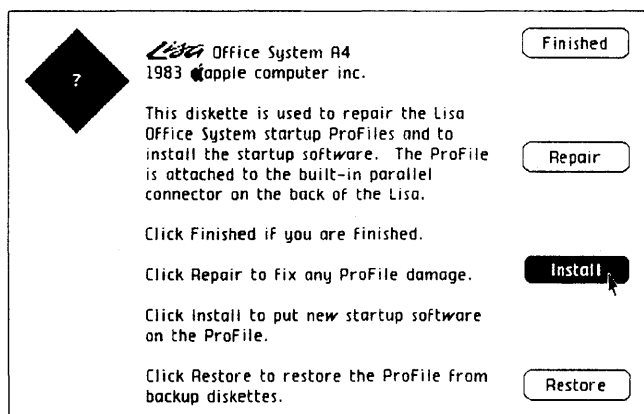 ?
Lisa Office System A4
1983 apple computer inc.
This diskette is used to repair the Lisa
Office System startup ProFiles and to
install the startup software. The ProFile
is attached to the built-in parallel
connector on the back of the Lisa.
Click Finished if you are finished.
Click Repair to fix any ProFile damage.
Click Install to put new startup software
on the ProFile.
Click Restore to restore the ProFile from
backup diskettes.
Finished
Repair
Install
Restore